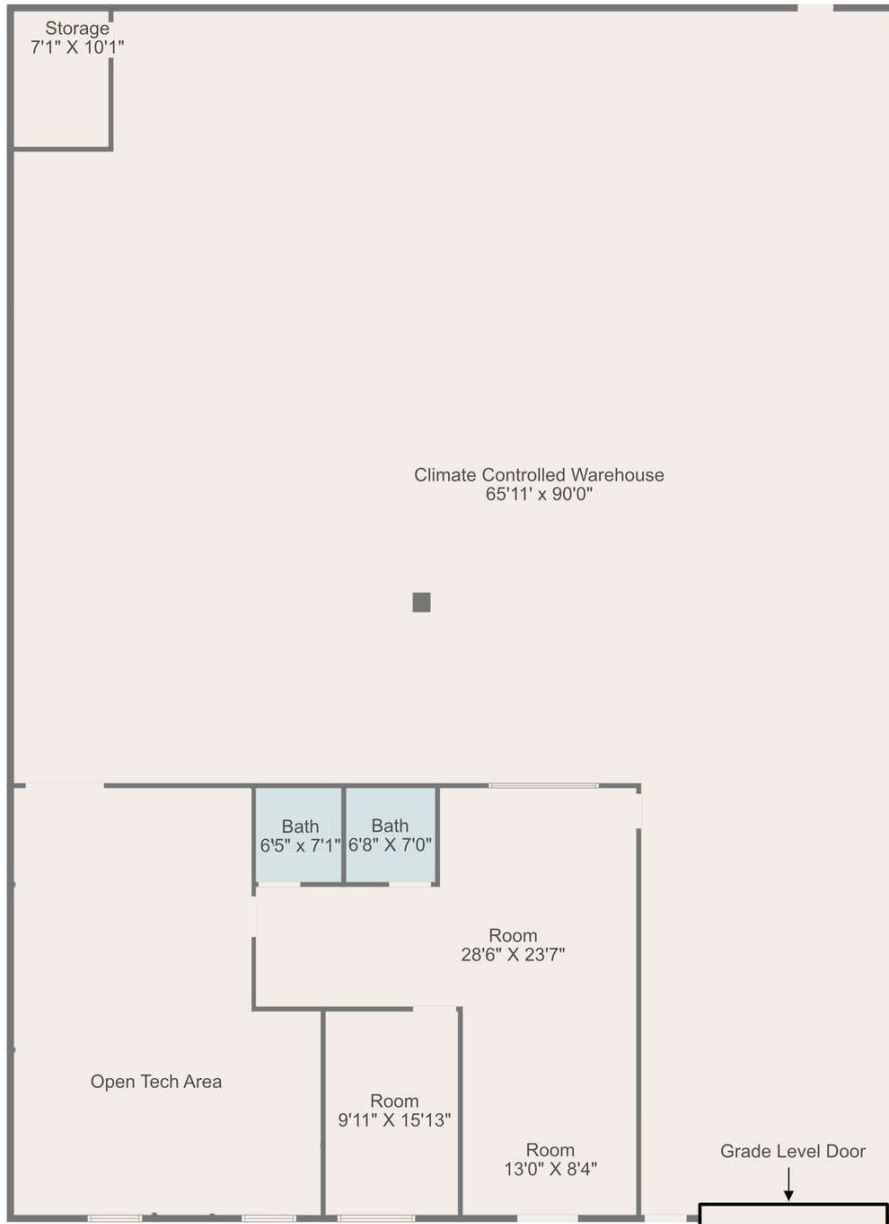 Storage
7'1" X 10'1"
Climate Controlled Warehouse
65'11' x 90'0"
Bath
6'5" x 7'1"
Bath
6'8" X 7'0"
Room
28'6" X 23'7"
Open Tech Area
Room
9'11" X 15'13"
Room
13'0" X 8'4"
Grade Level Door